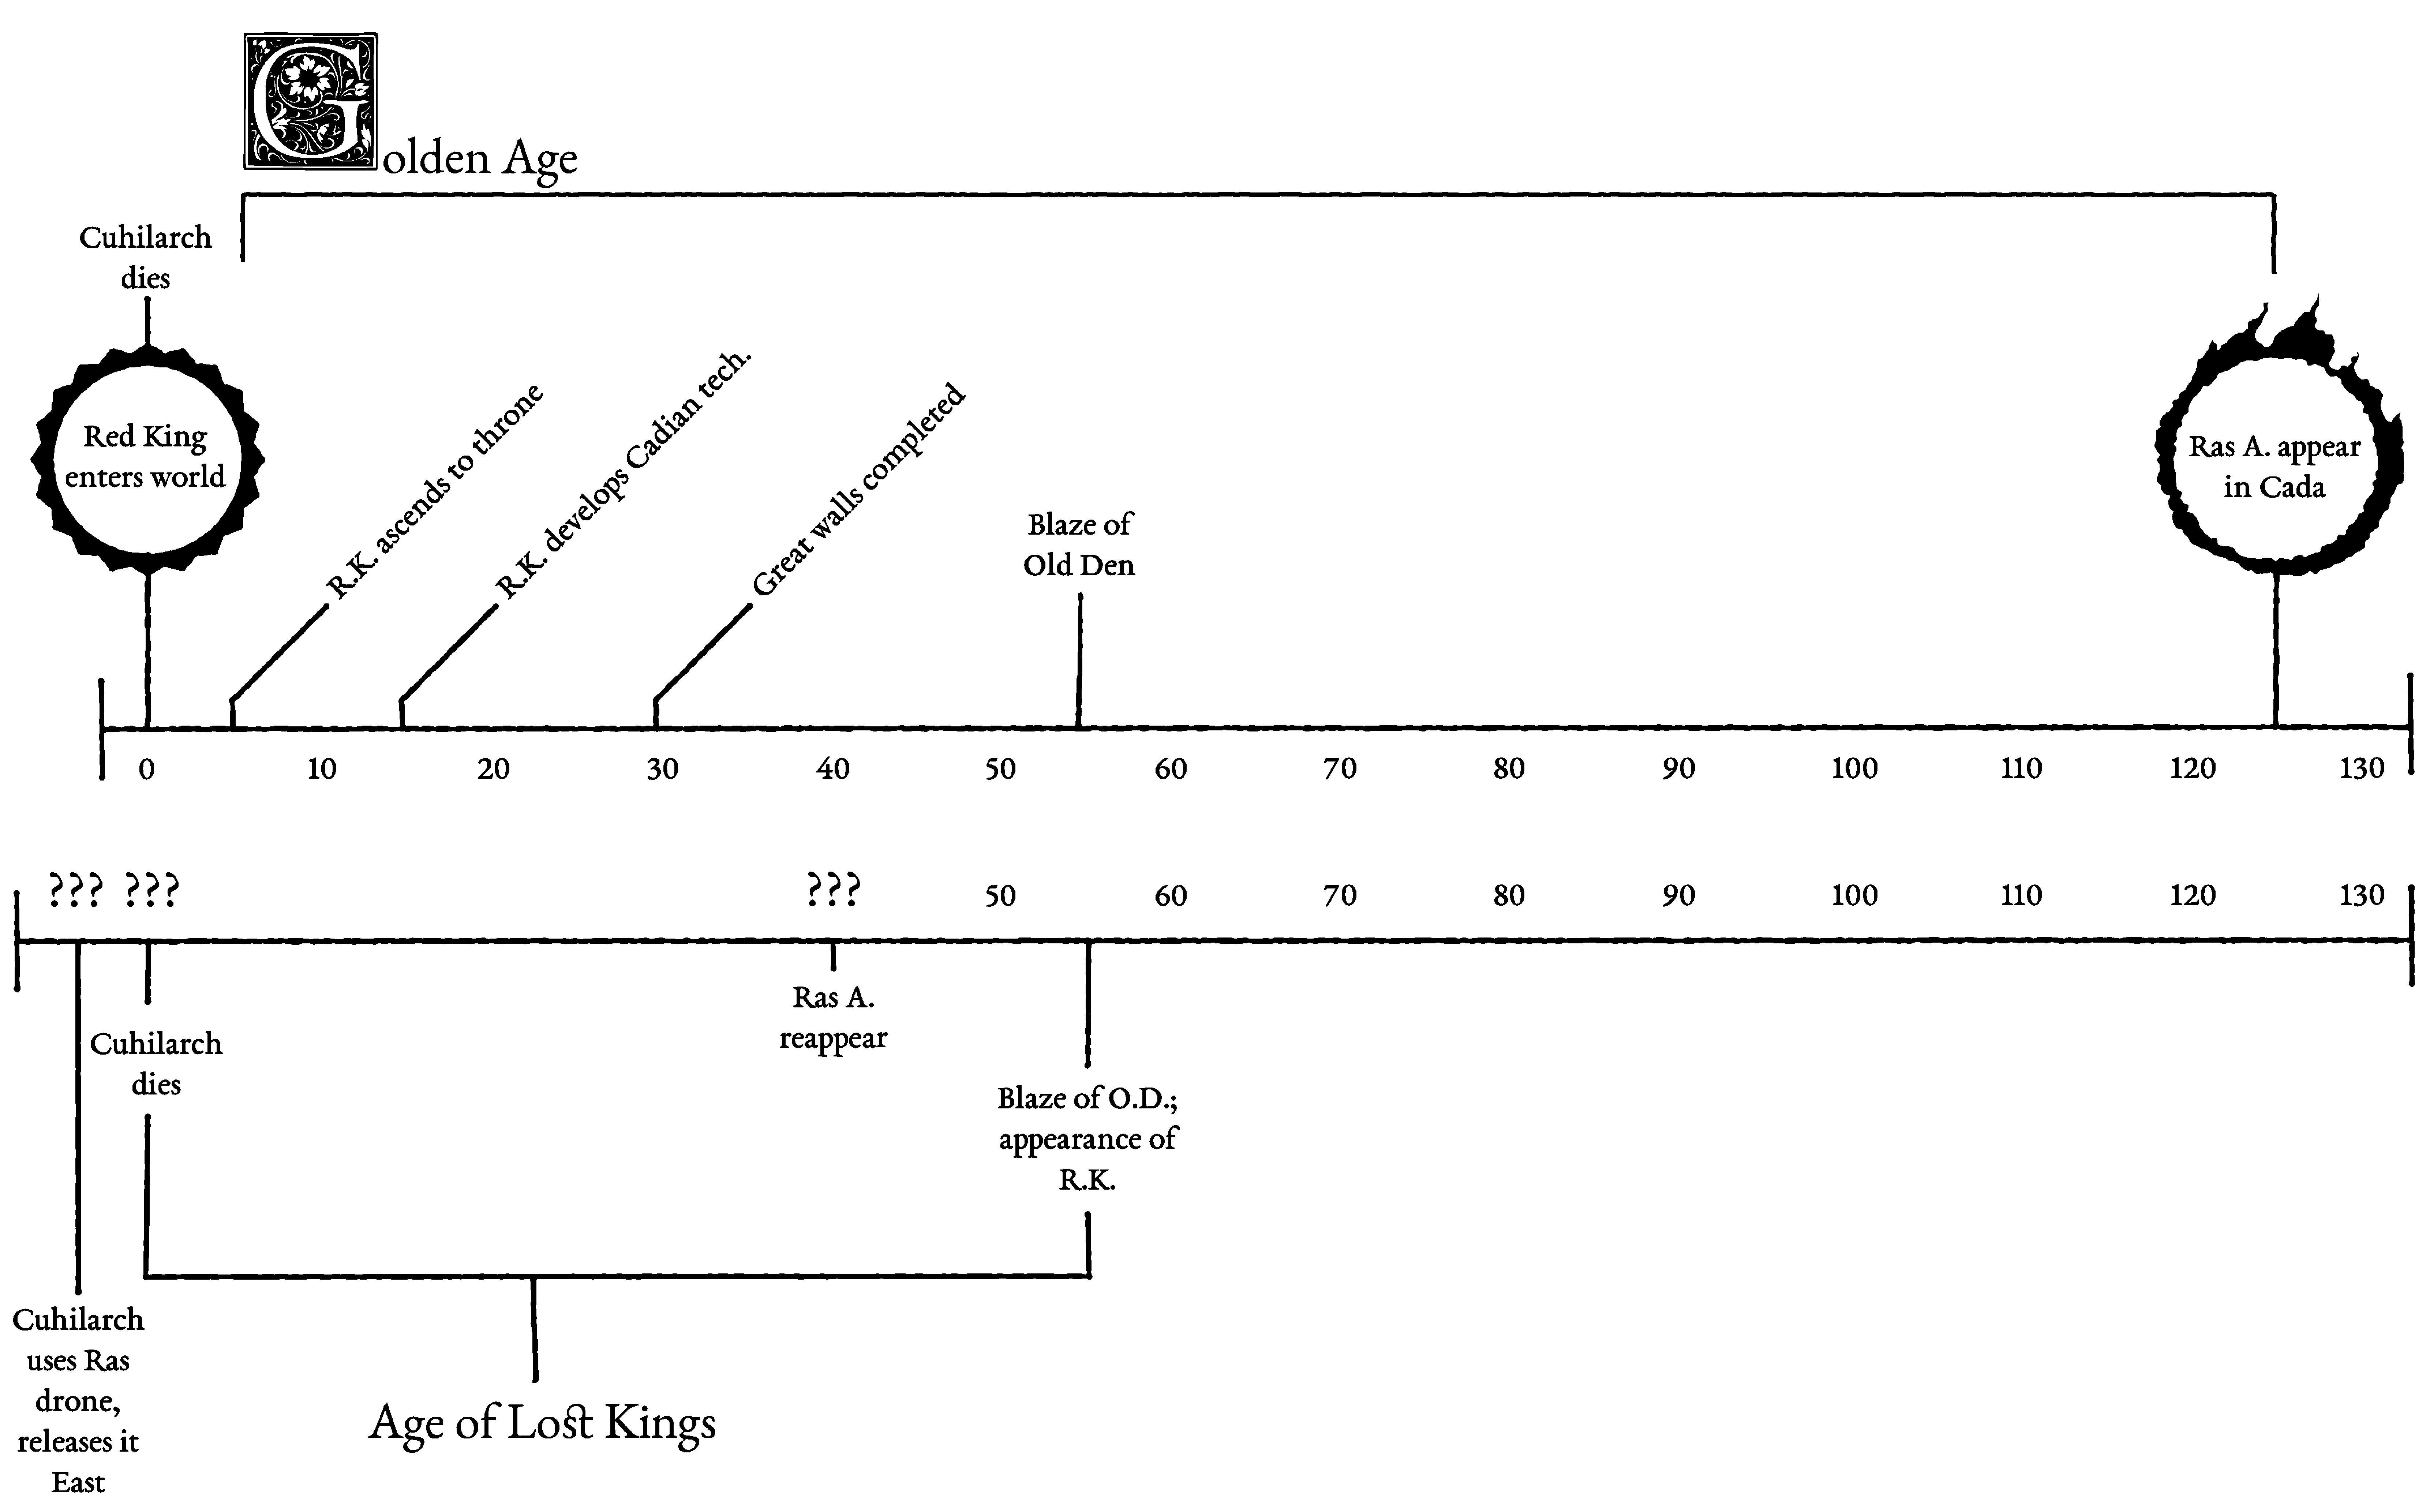 Golden Age
Cuhilarch
dies
Red King
enters world
R.K. ascends to throne
R.K. develops Cadian tech.
Great walls completed
Blaze of
Old Den
Ras A. appear
in Cada
0 10 20 30 40 50 60 70 80 90 100 110 120 130
??? ??? ??? 50 60 70 80 90 100 110 120 130
Cuhilarch
dies
Ras A.
reappear
Blaze of O.D.;
appearance of
R.K.
Cuhilarch
uses Ras
drone,
releases it
East
Age of Lost Kings